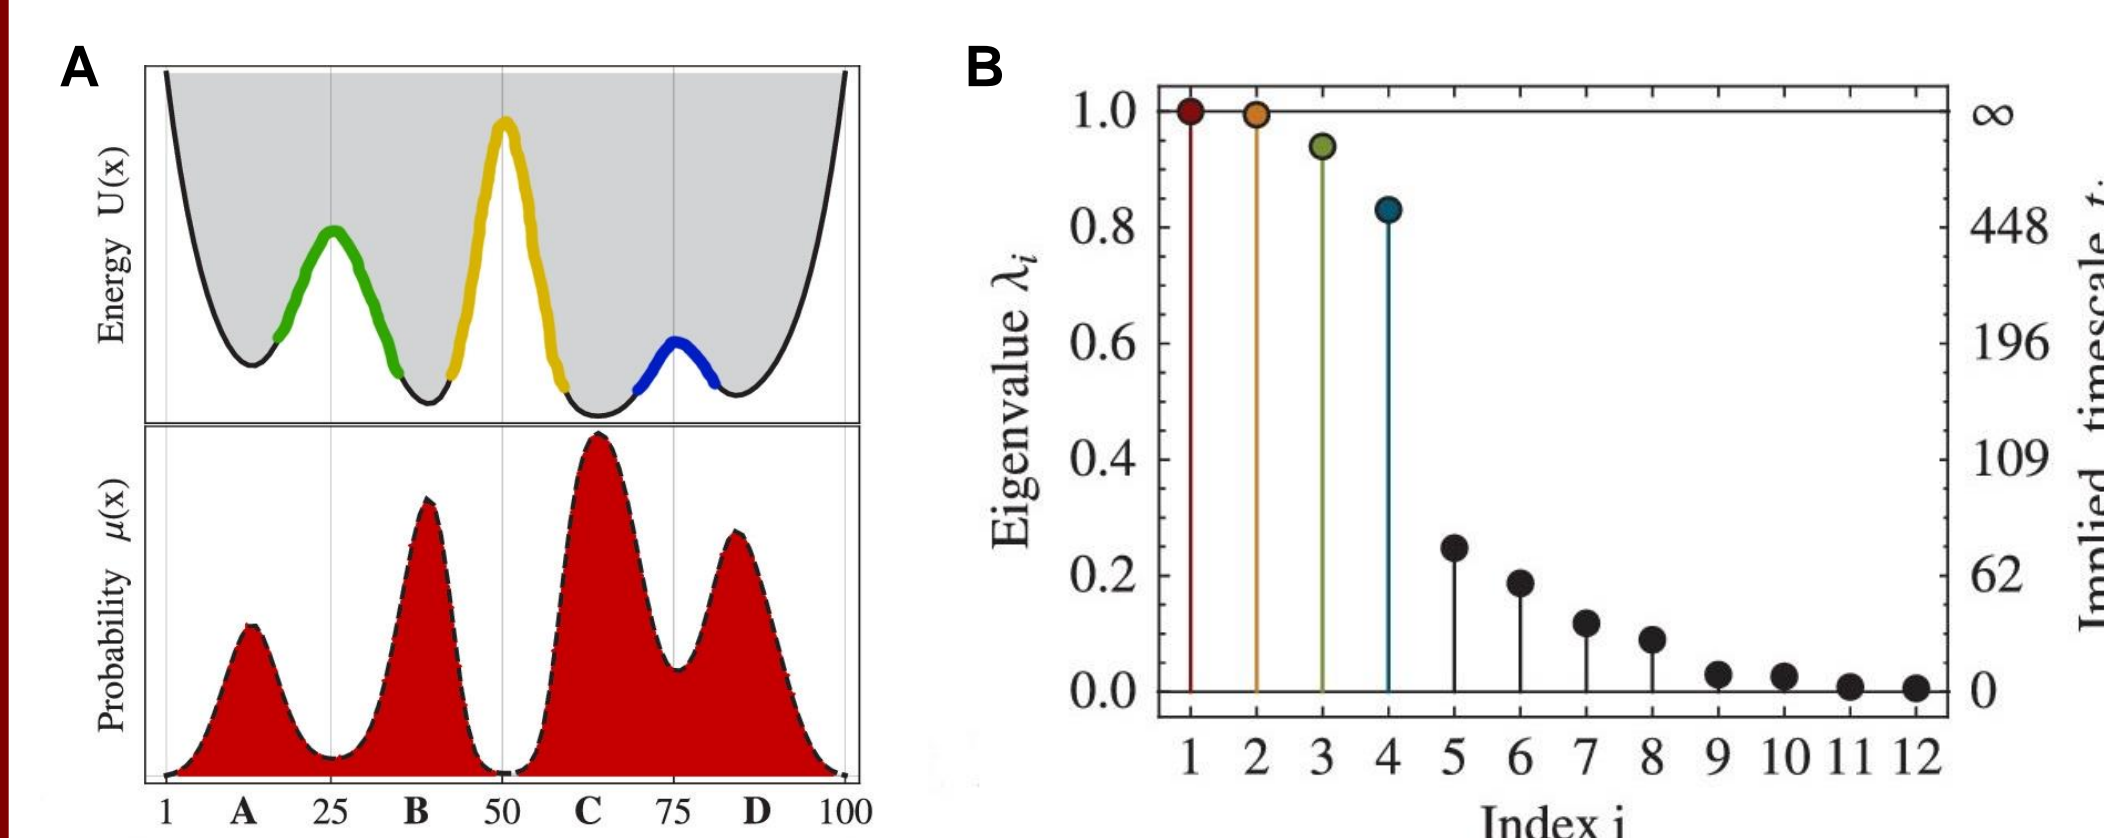 A
Energy U(x)
Probability μ(x)
1 A 25 B 50 C 75 D 100
B
Eigenvalue λi
1.0
0.8
0.6
0.4
0.2
0.0
∞
448
196
109
62
0
Implied timescale
1 2 3 4 5 6 7 8 9 10 11 12
Index i